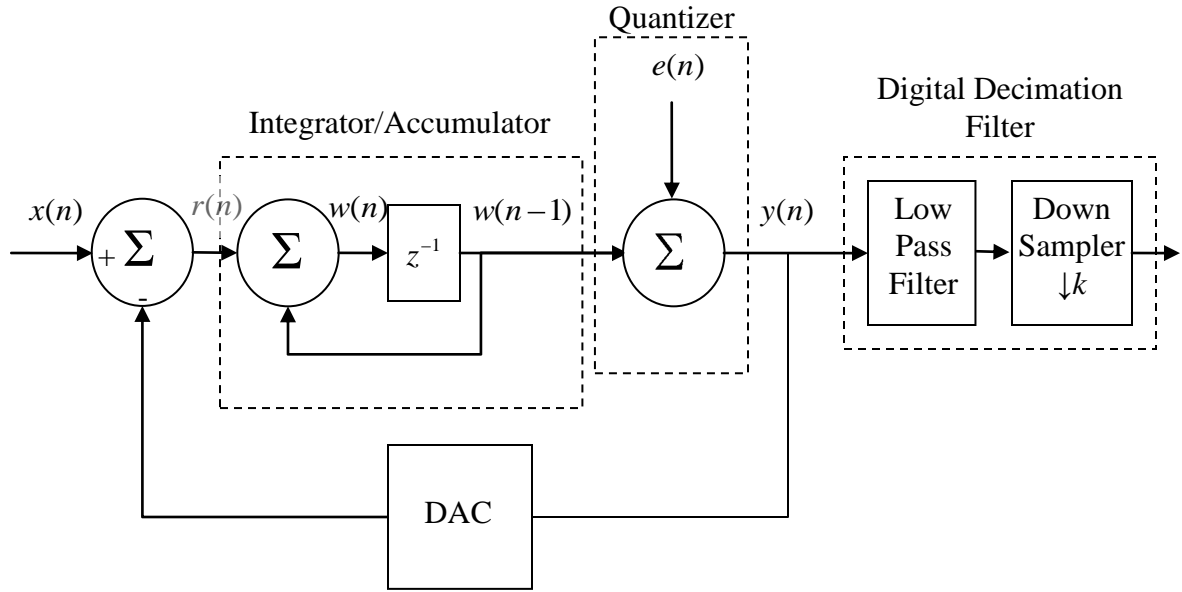 Quantizer
e(n)
Digital Decimation
Filter
Integrator/Accumulator
x(n)
r(n)
w(n)
w(n−1)
y(n)
+
Σ
-
Σ
z⁻¹
Σ
Low
Pass
Filter
Down
Sampler
↓k
DAC